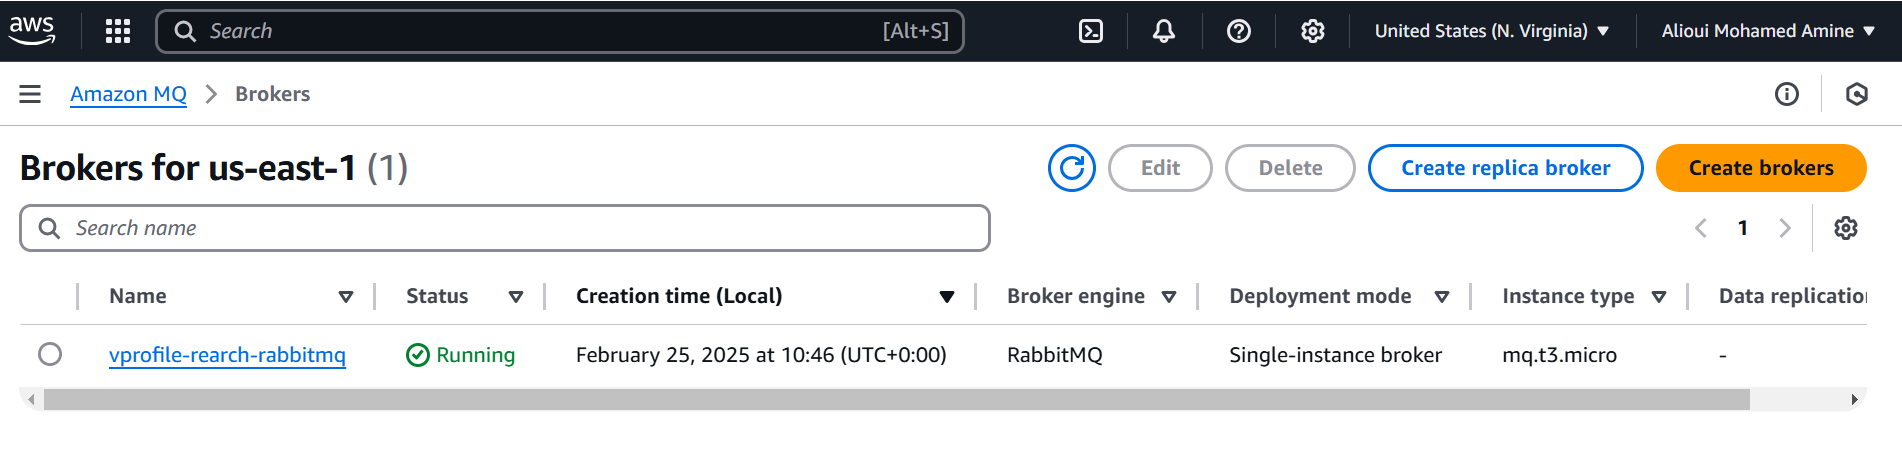 aws Search [Alt+S] United States (N. Virginia) Alioui Mohamed Amine
Amazon MQ Brokers
Brokers for us-east-1 (1) Edit Delete Create replica broker Create brokers
Search name 1
Name Status Creation time (Local) Broker engine Deployment mode Instance type Data replication
vprofile-rearch-rabbitmq Running February 25, 2025 at 10:46 (UTC+0:00) RabbitMQ Single-instance broker mq.t3.micro -